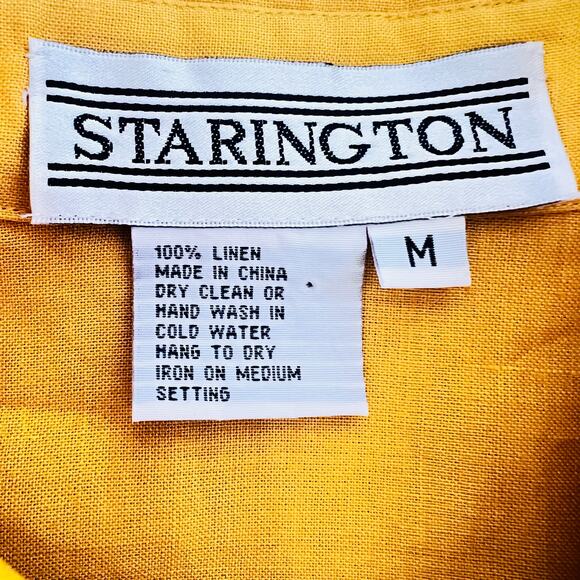 STARINGTON
100% LINEN
MADE IN CHINA
DRY CLEAN OR
HAND WASH IN
COLD WATER
HANG TO DRY
IRON ON MEDIUM
SETTING
M